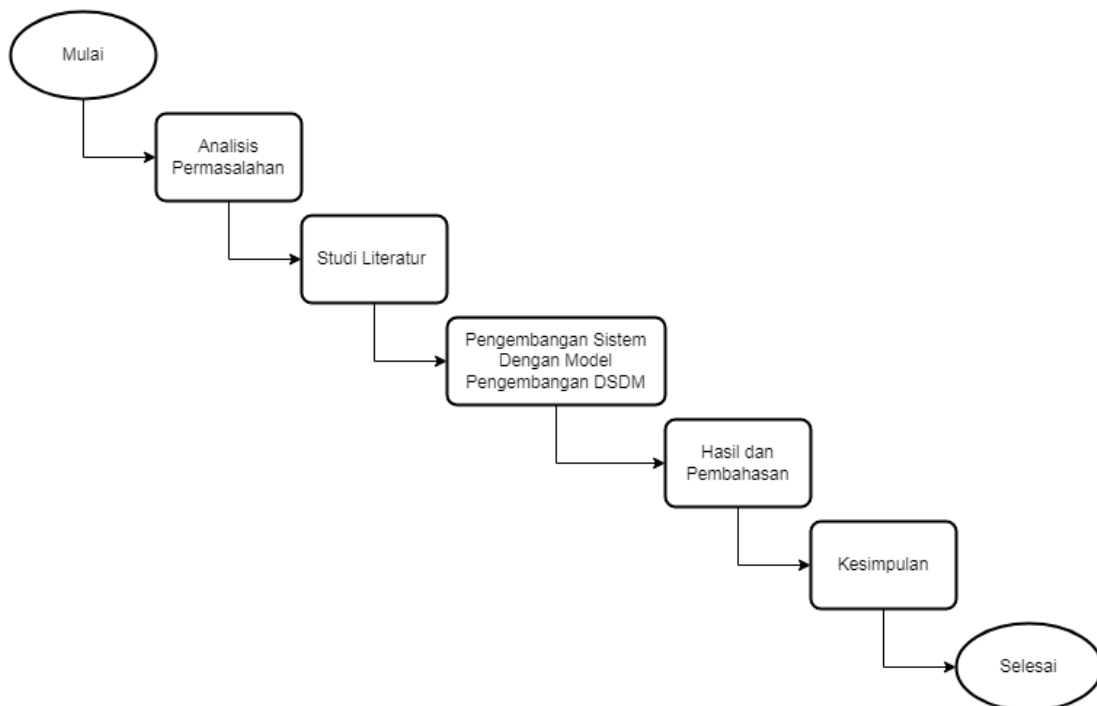 Mulai
Analisis
Permasalahan
Studi Literatur
Pengembangan Sistem
Dengan Model
Pengembangan DSDM
Hasil dan
Pembahasan
Kesimpulan
Selesai